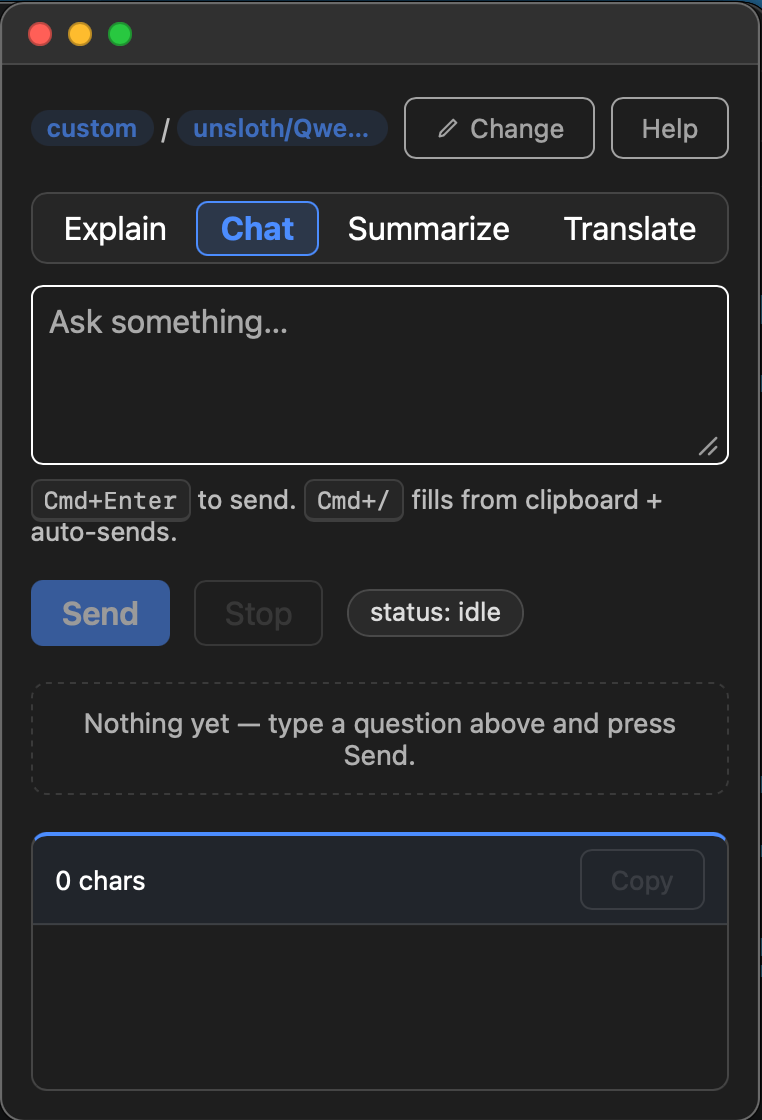 custom / unsloth/Qwe... Change Help
Explain Chat Summarize Translate
Ask something...
Cmd+Enter to send. Cmd+/ fills from clipboard +
auto-sends.
Send Stop status: idle
Nothing yet — type a question above and press
Send.
0 chars Copy